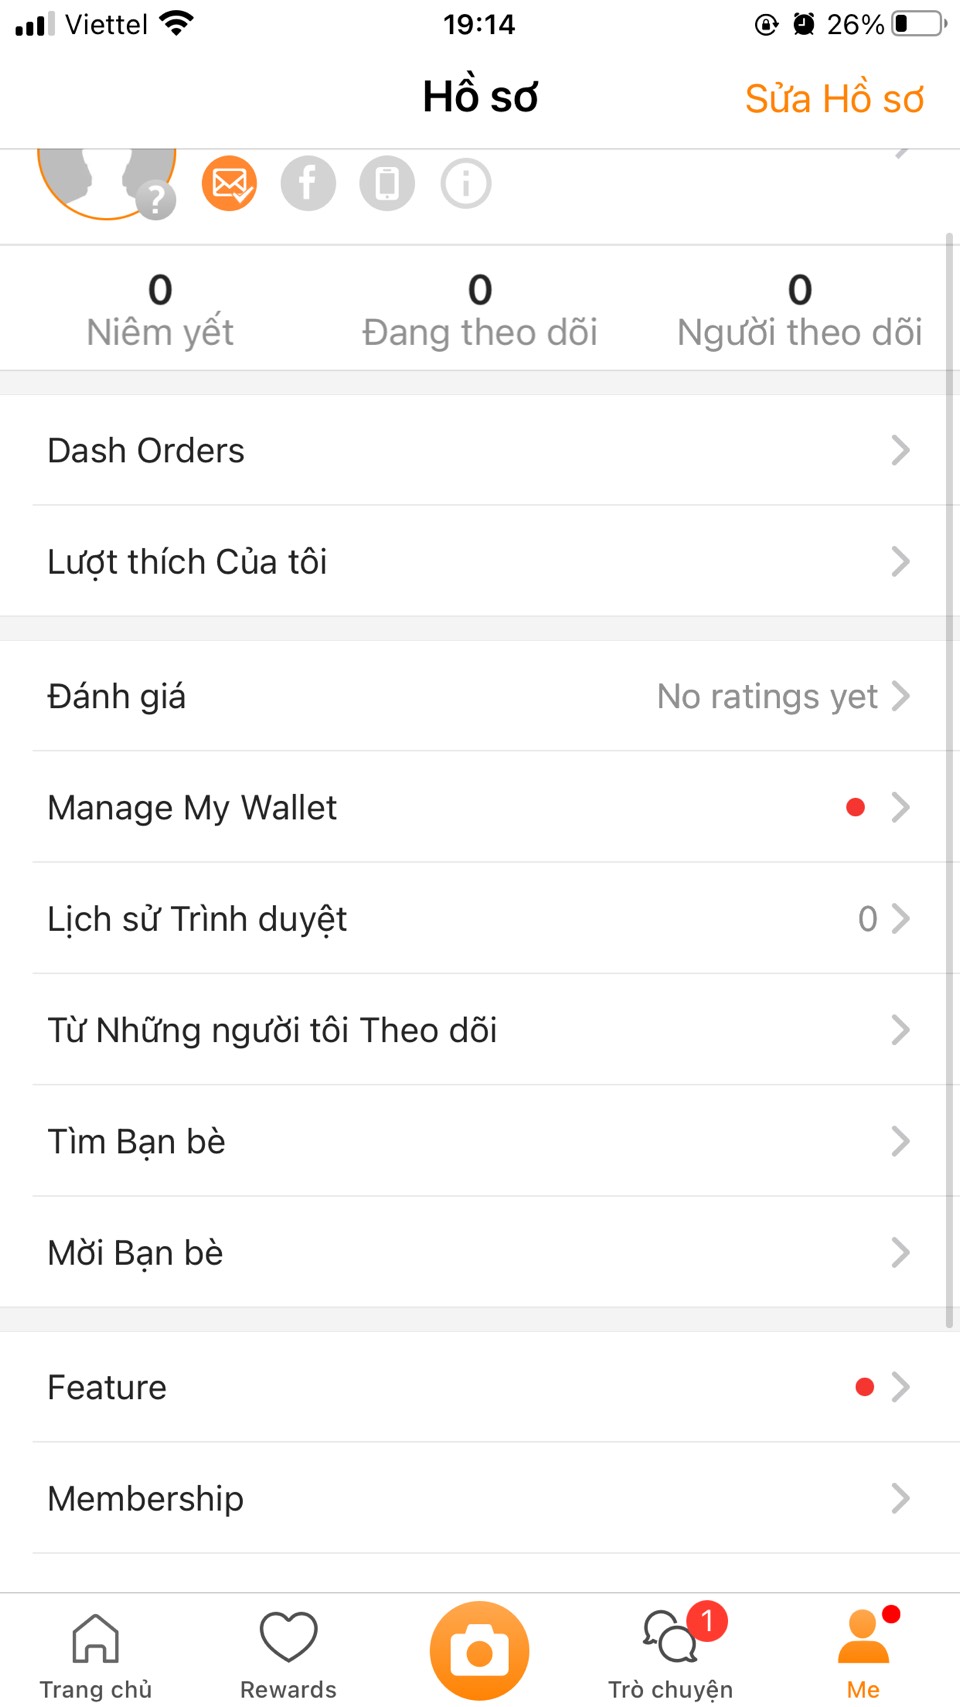 Viettel 19:14 26%
Hồ sơ Sửa Hồ sơ
?
f i
0 0 0
Niêm yết Đang theo dõi Người theo dõi
Dash Orders
Lượt thích Của tôi
Đánh giá No ratings yet
Manage My Wallet
Lịch sử Trình duyệt 0
Từ Những người tôi Theo dõi
Tìm Bạn bè
Mời Bạn bè
Feature
Membership
1
Trang chủ Rewards Trò chuyện Me